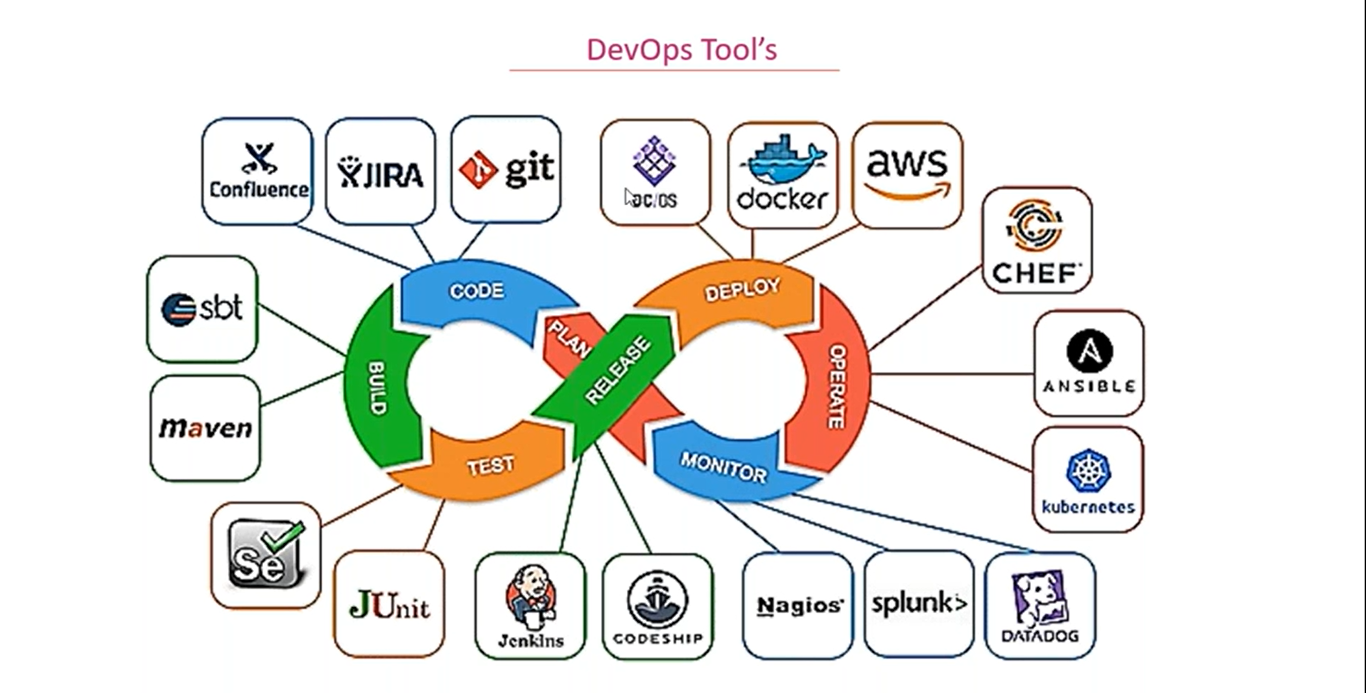 DevOps Tool's
Confluence
JIRA
git
DC/OS
docker
aws
CHEF
sbt
CODE
DEPLOY
PLAN
RELEASE
BUILD
OPERATE
ANSIBLE
maven
TEST
MONITOR
kubernetes
Se
JUnit
Jenkins
CODESHIP
Nagios®
splunk>
DATADOG